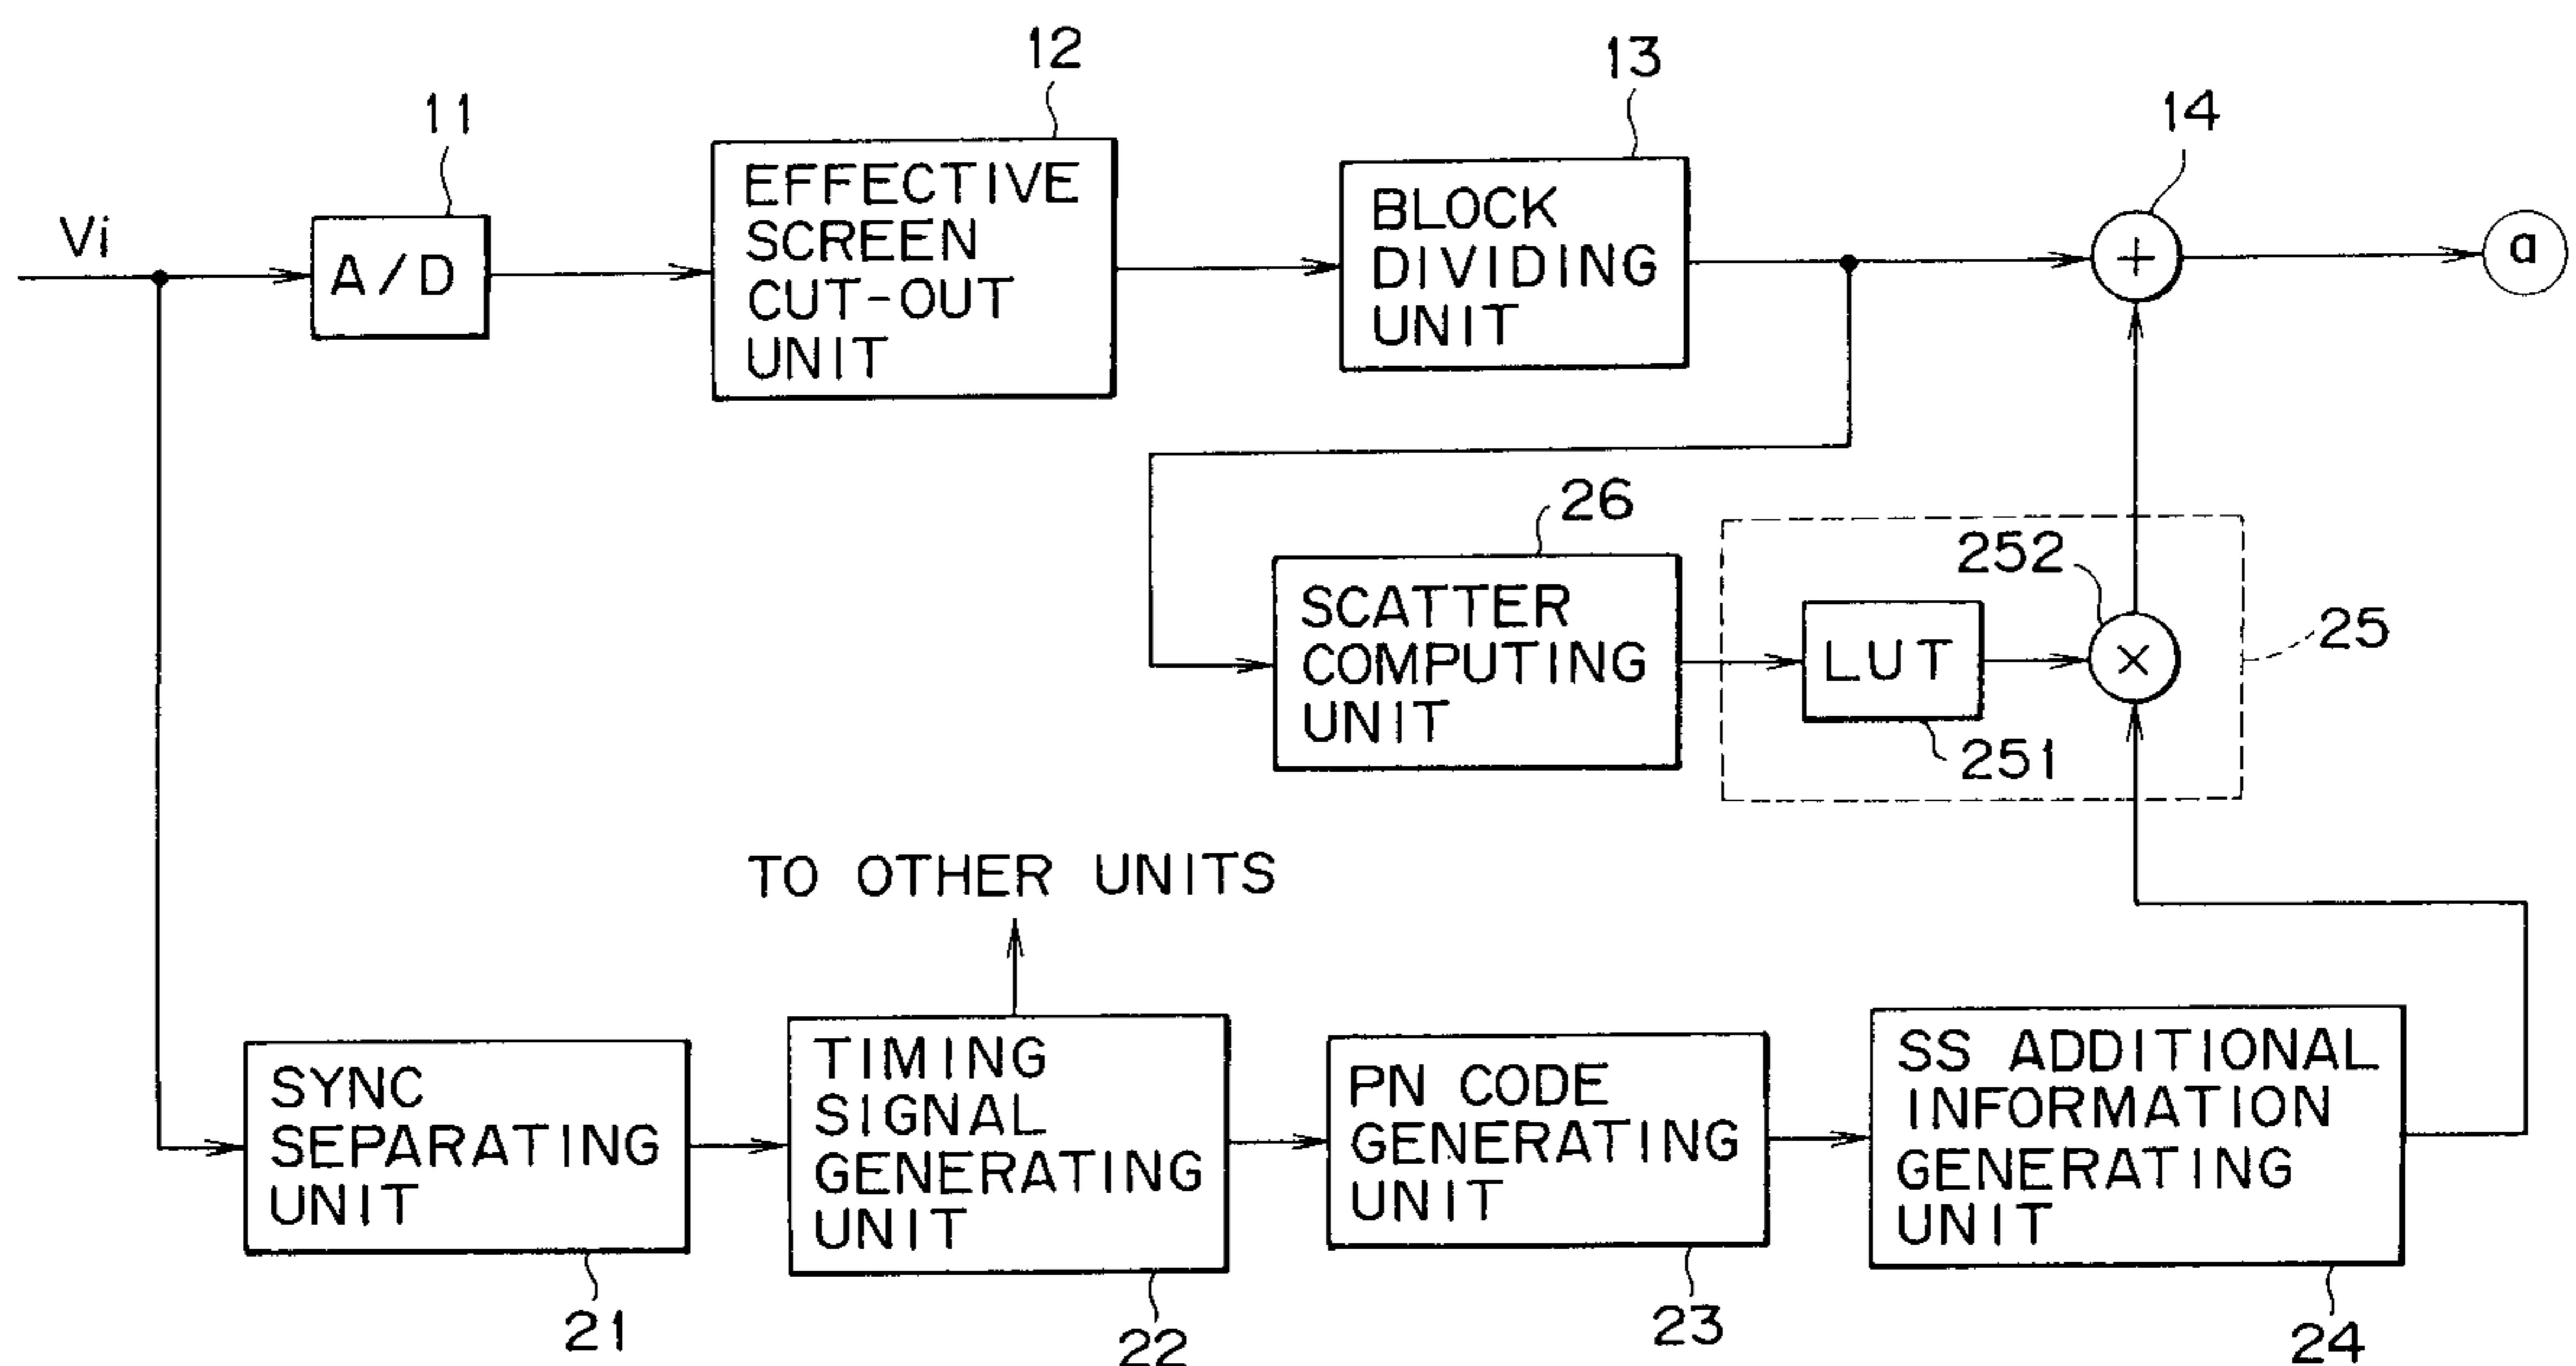 12
13
11
14
Vi
A/D
EFFECTIVE
SCREEN
CUT-OUT
UNIT
BLOCK
DIVIDING
UNIT
+
a
26
252
SCATTER
COMPUTING
UNIT
LUT
×
25
251
TO OTHER UNITS
SYNC
SEPARATING
UNIT
TIMING
SIGNAL
GENERATING
UNIT
PN CODE
GENERATING
UNIT
SS ADDITIONAL
INFORMATION
GENERATING
UNIT
21
22
23
24